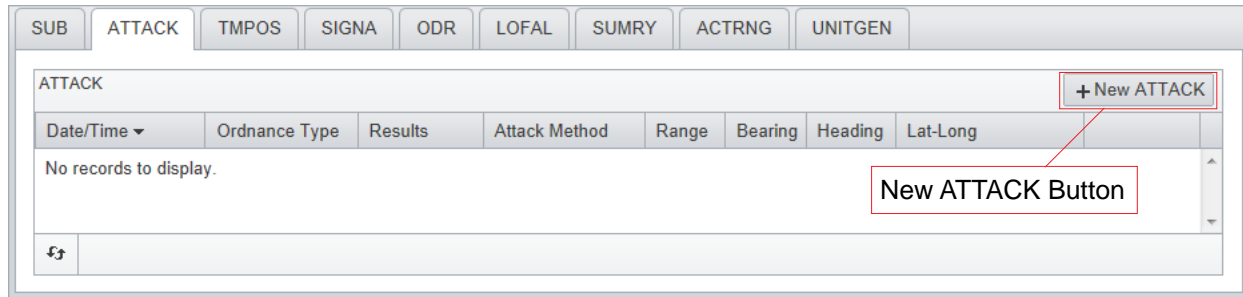 SUB ATTACK TMPOS SIGNA ODR LOFAL SUMRY ACTRNG UNITGEN
ATTACK + New ATTACK
Date/Time Ordnance Type Results Attack Method Range Bearing Heading Lat-Long
No records to display.
New ATTACK Button